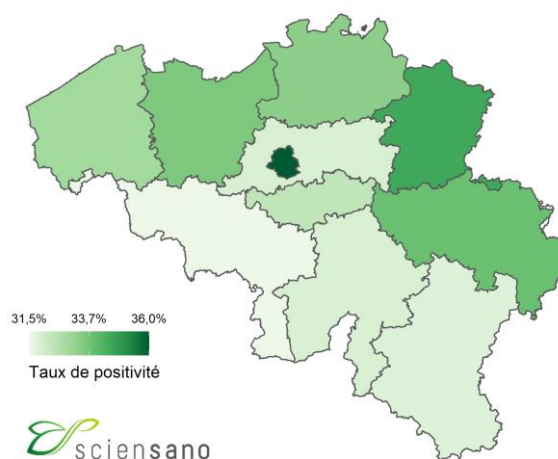 31,5% 33,7% 36,0%
Taux de positivité
sciensano